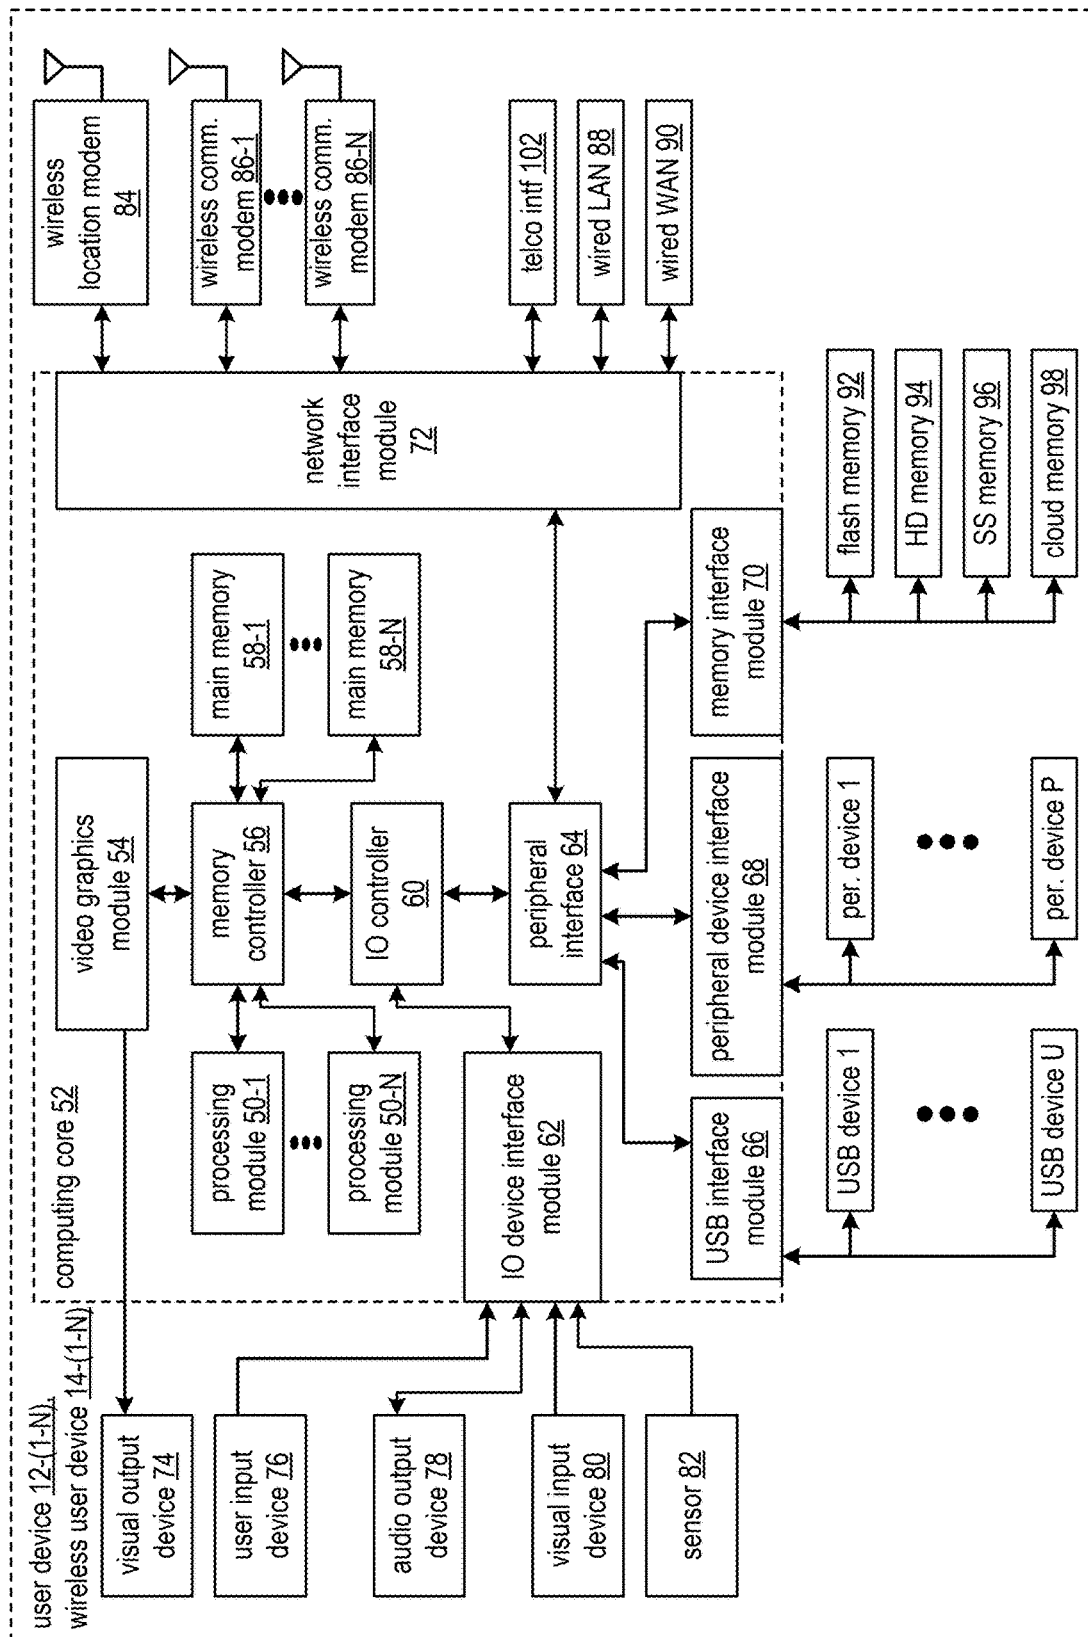 user device 12-(1-N),
wireless user device 14-(1-N)
computing core 52
visual output
device 74
user input
device 76
audio output
device 78
visual input
device 80
sensor 82
video graphics
module 54
processing
module 50-1
processing
module 50-N
memory
controller 56
main memory
58-1
main memory
58-N
IO controller
60
IO device interface
module 62
peripheral
interface 64
USB interface
module 66
peripheral device interface
module 68
memory interface
module 70
network
interface
module
72
wireless
location modem
84
wireless comm.
modem 86-1
wireless comm.
modem 86-N
telco intf 102
wired LAN 88
wired WAN 90
USB device 1
USB device U
per. device 1
per. device P
flash memory 92
HD memory 94
SS memory 96
cloud memory 98